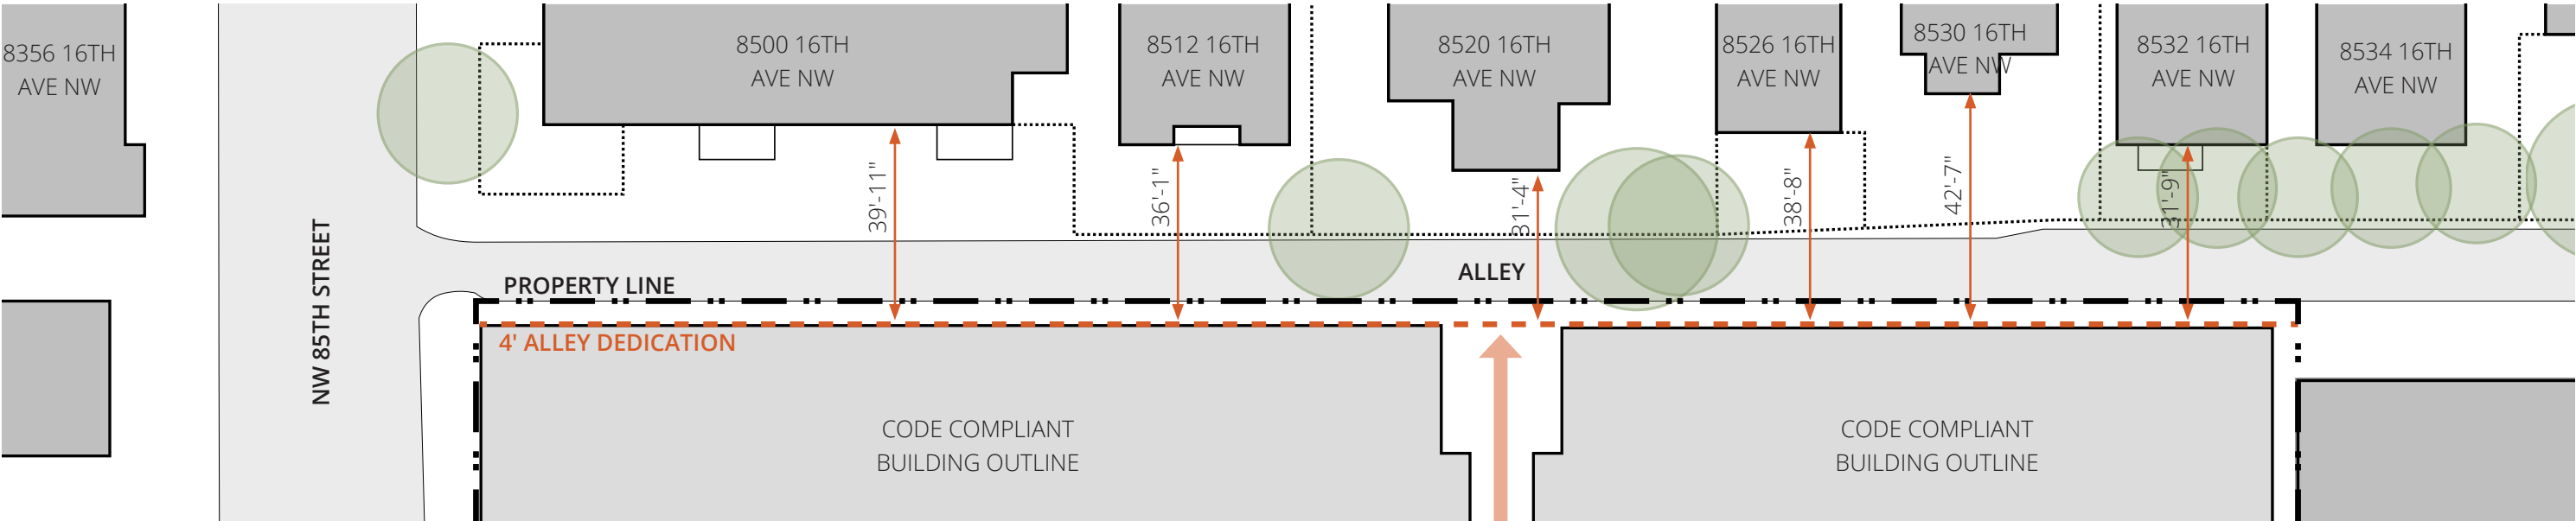 8356 16TH
AVE NW
8500 16TH
AVE NW
8512 16TH
AVE NW
8520 16TH
AVE NW
8526 16TH
AVE NW
8530 16TH
AVE NW
8532 16TH
AVE NW
8534 16TH
AVE NW
39'-11"
36'-1"
31'-4"
38'-8"
42'-7"
31'-9"
NW 85TH STREET
PROPERTY LINE
ALLEY
4' ALLEY DEDICATION
CODE COMPLIANT
BUILDING OUTLINE
CODE COMPLIANT
BUILDING OUTLINE